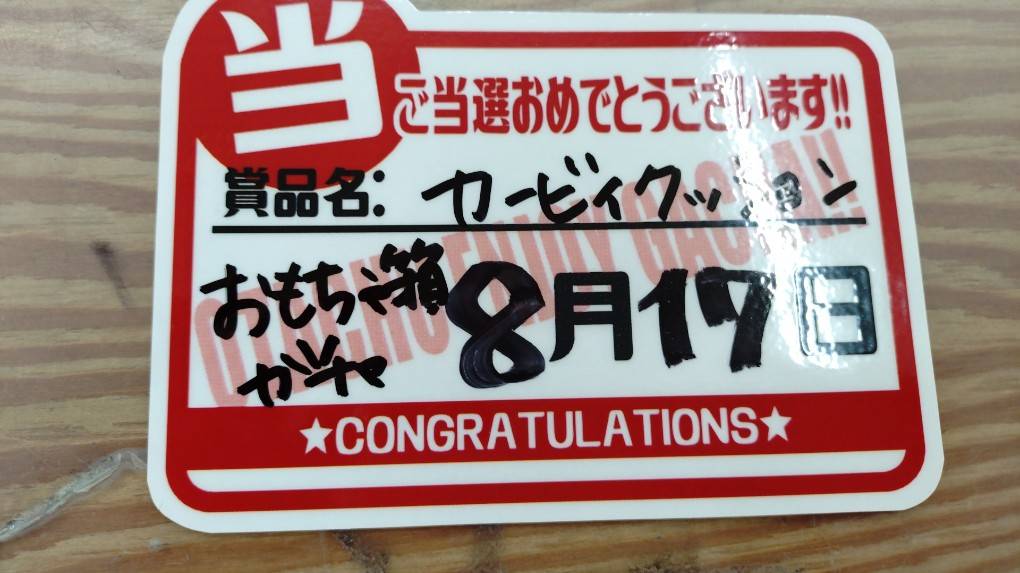 当
ご当選おめでとうございます!!
賞品名: カービィクッション
おもちゃ箱
ガチャ
8月17日
★CONGRATULATIONS★